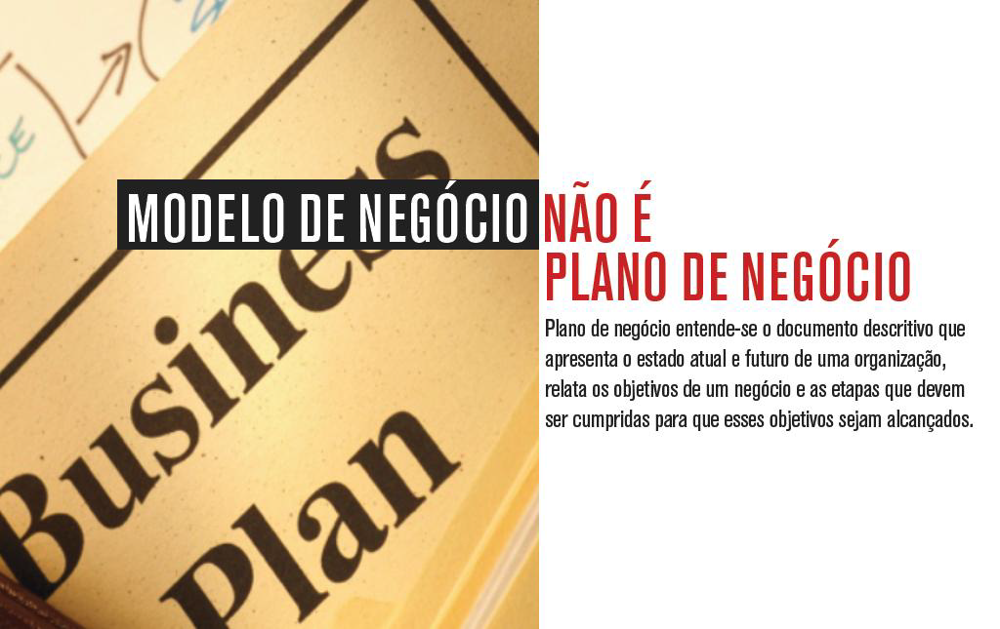 MODELO DE NEGÓCIO NÃO É
PLANO DE NEGÓCIO
Plano de negócio entende-se o documento descritivo que
apresenta o estado atual e futuro de uma organização,
relata os objetivos de um negócio e as etapas que devem
ser cumpridas para que esses objetivos sejam alcançados.
Business
Plan